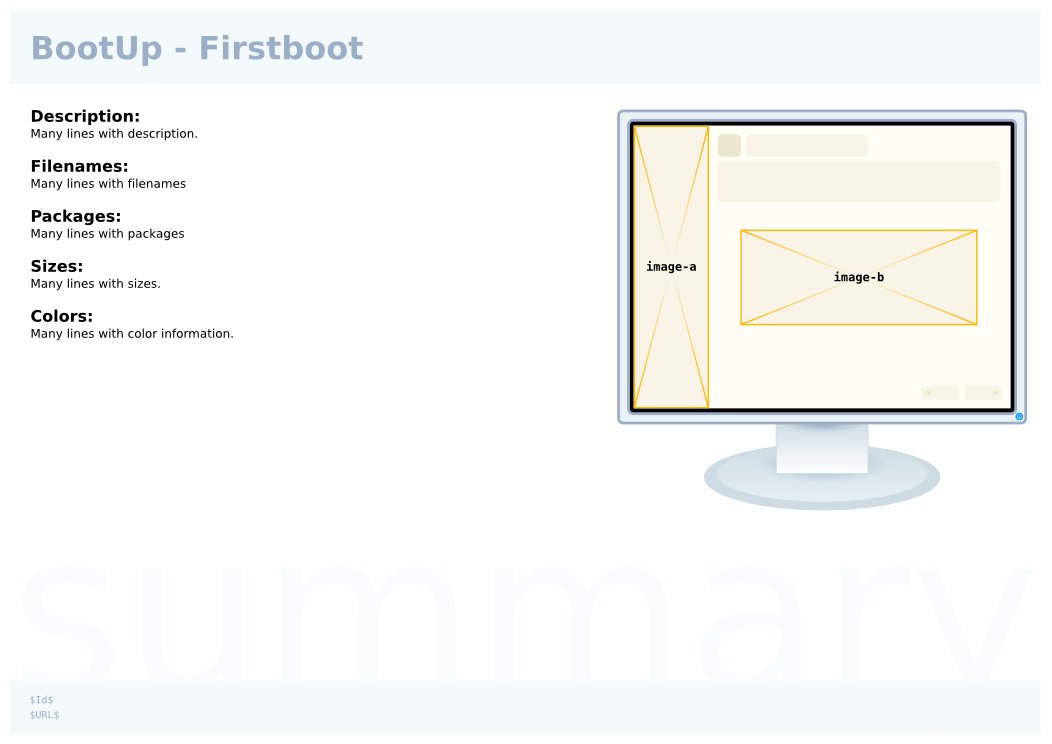 BootUp - Firstboot
Description:
Many lines with description.
Filenames:
Many lines with filenames
Packages:
Many lines with packages
Sizes:
Many lines with sizes.
Colors:
Many lines with color information.
image-a
image-b
summary
$Id$
$URL$